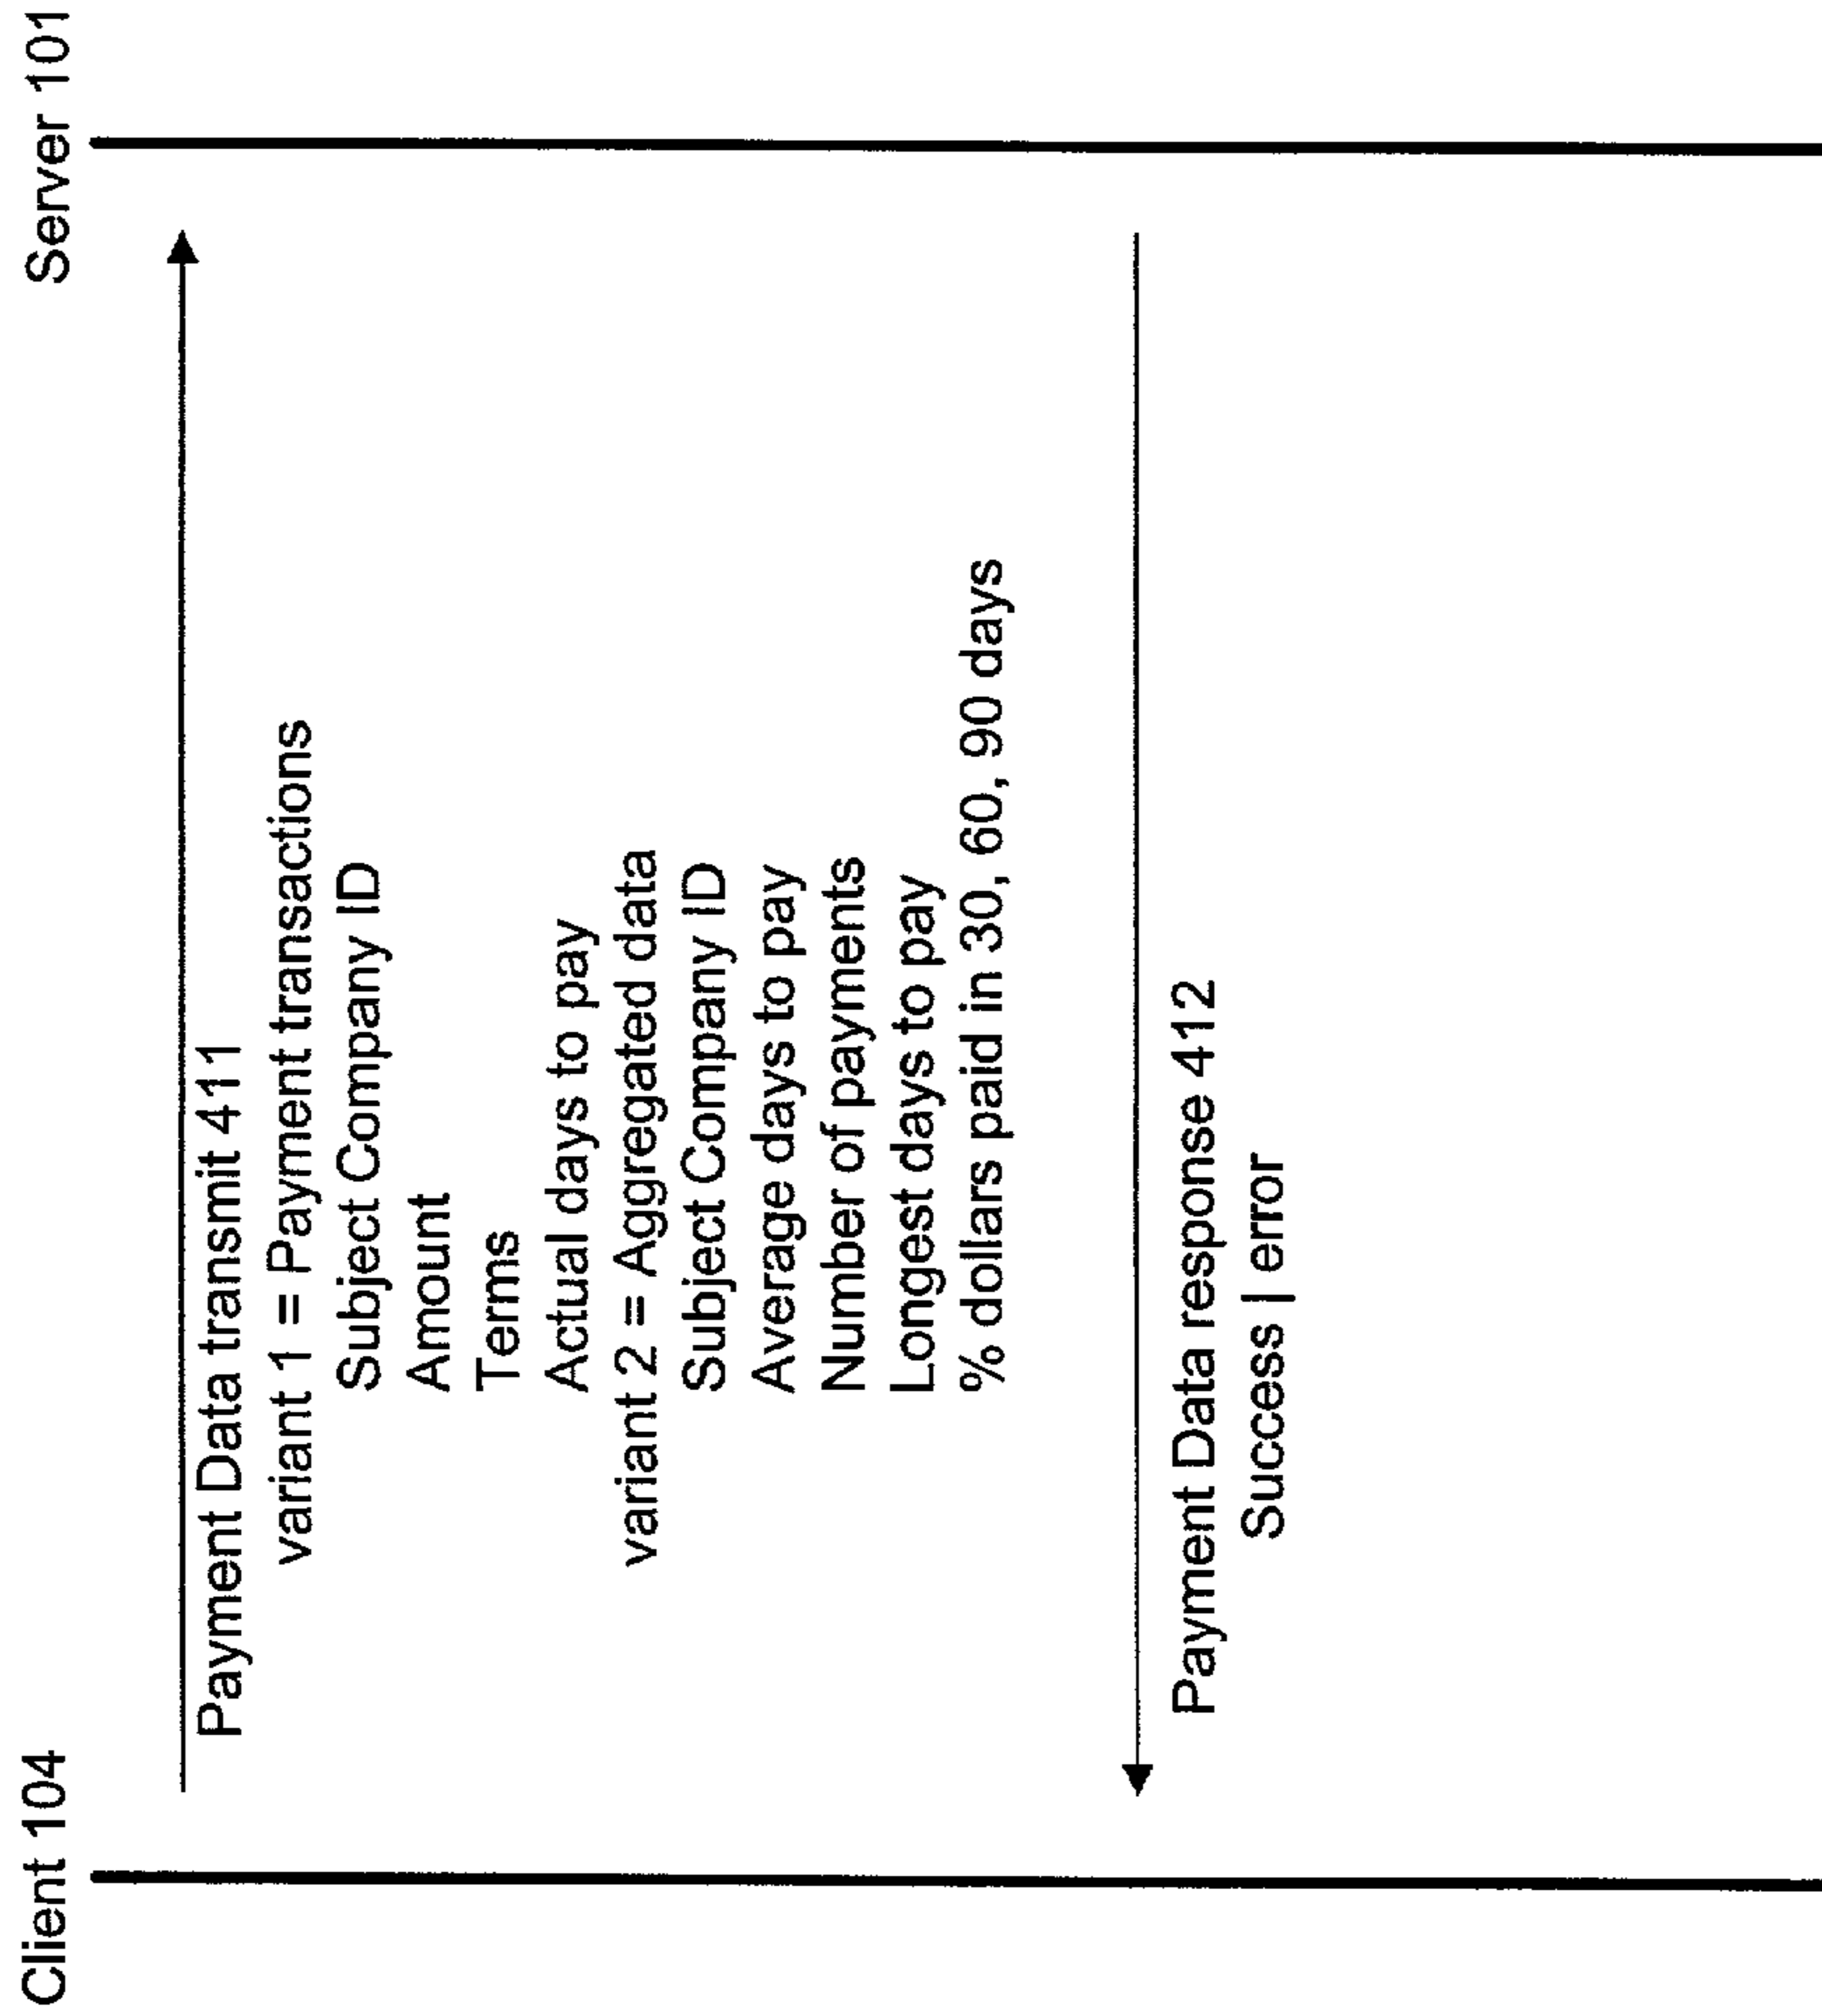 Client 104
Server 101
Payment Data transmit 411
variant 1 = Payment transactions
Subject Company ID
Amount
Terms
Actual days to pay
variant 2 = Aggregated data
Subject Company ID
Average days to pay
Number of payments
Longest days to pay
% dollars paid in 30, 60, 90 days
Payment Data response 412
Success | error